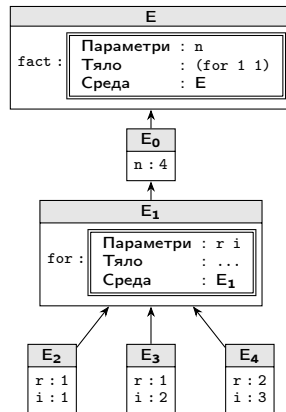 E
fact : Параметри : n
Тяло : (for 1 1)
Среда : E
E0
n : 4
E1
for : Параметри : r i
Тяло : ...
Среда : E1
E2 E3 E4
r : 1 r : 1 r : 2
i : 1 i : 2 i : 3